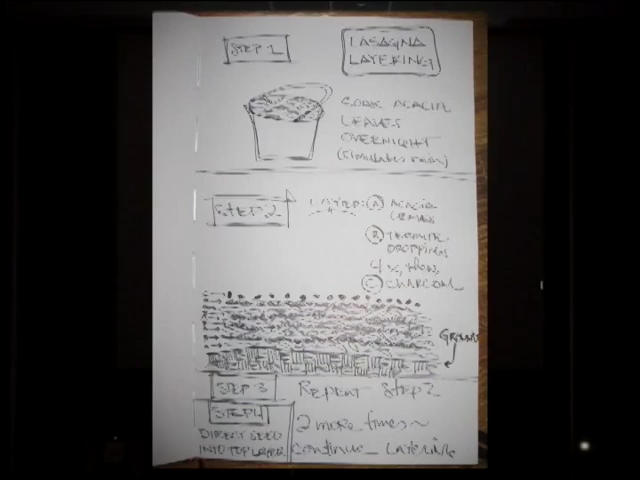 STEP 1
LASAGNA
LAYERING
SOAK ACACIA
LEAVES
OVERNIGHT
(simulates rain)
STEP 2
LAYER: A ACACIA
LEAVES
B TERMITE
DROPPINGS
C CHARCOAL
GROUND
STEP 3 REPEAT STEP 2
STEP 4 2 more times~
DIRECT SEED
INTO TOP LAYER
continue LAYERING